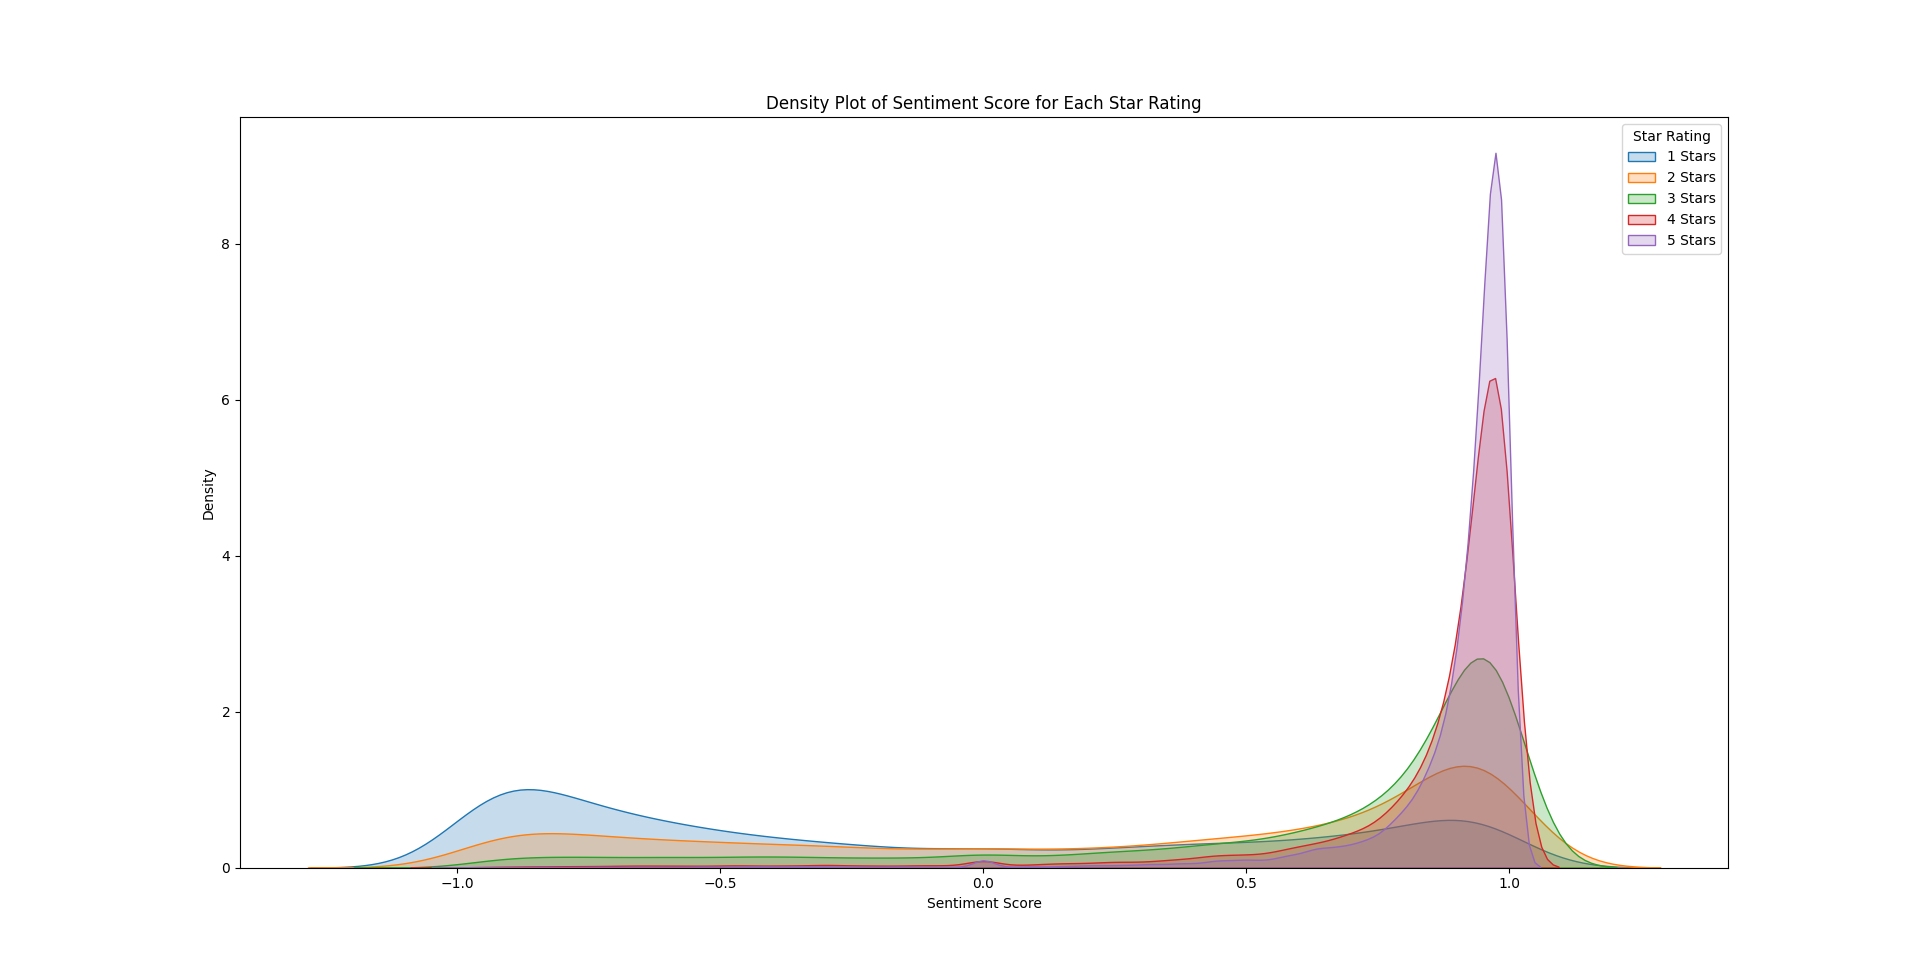 Density Plot of Sentiment Score for Each Star Rating
Star Rating
1 Stars
2 Stars
3 Stars
4 Stars
5 Stars
8
6
4
2
0
Density
−1.0 −0.5 0.0 0.5 1.0
Sentiment Score